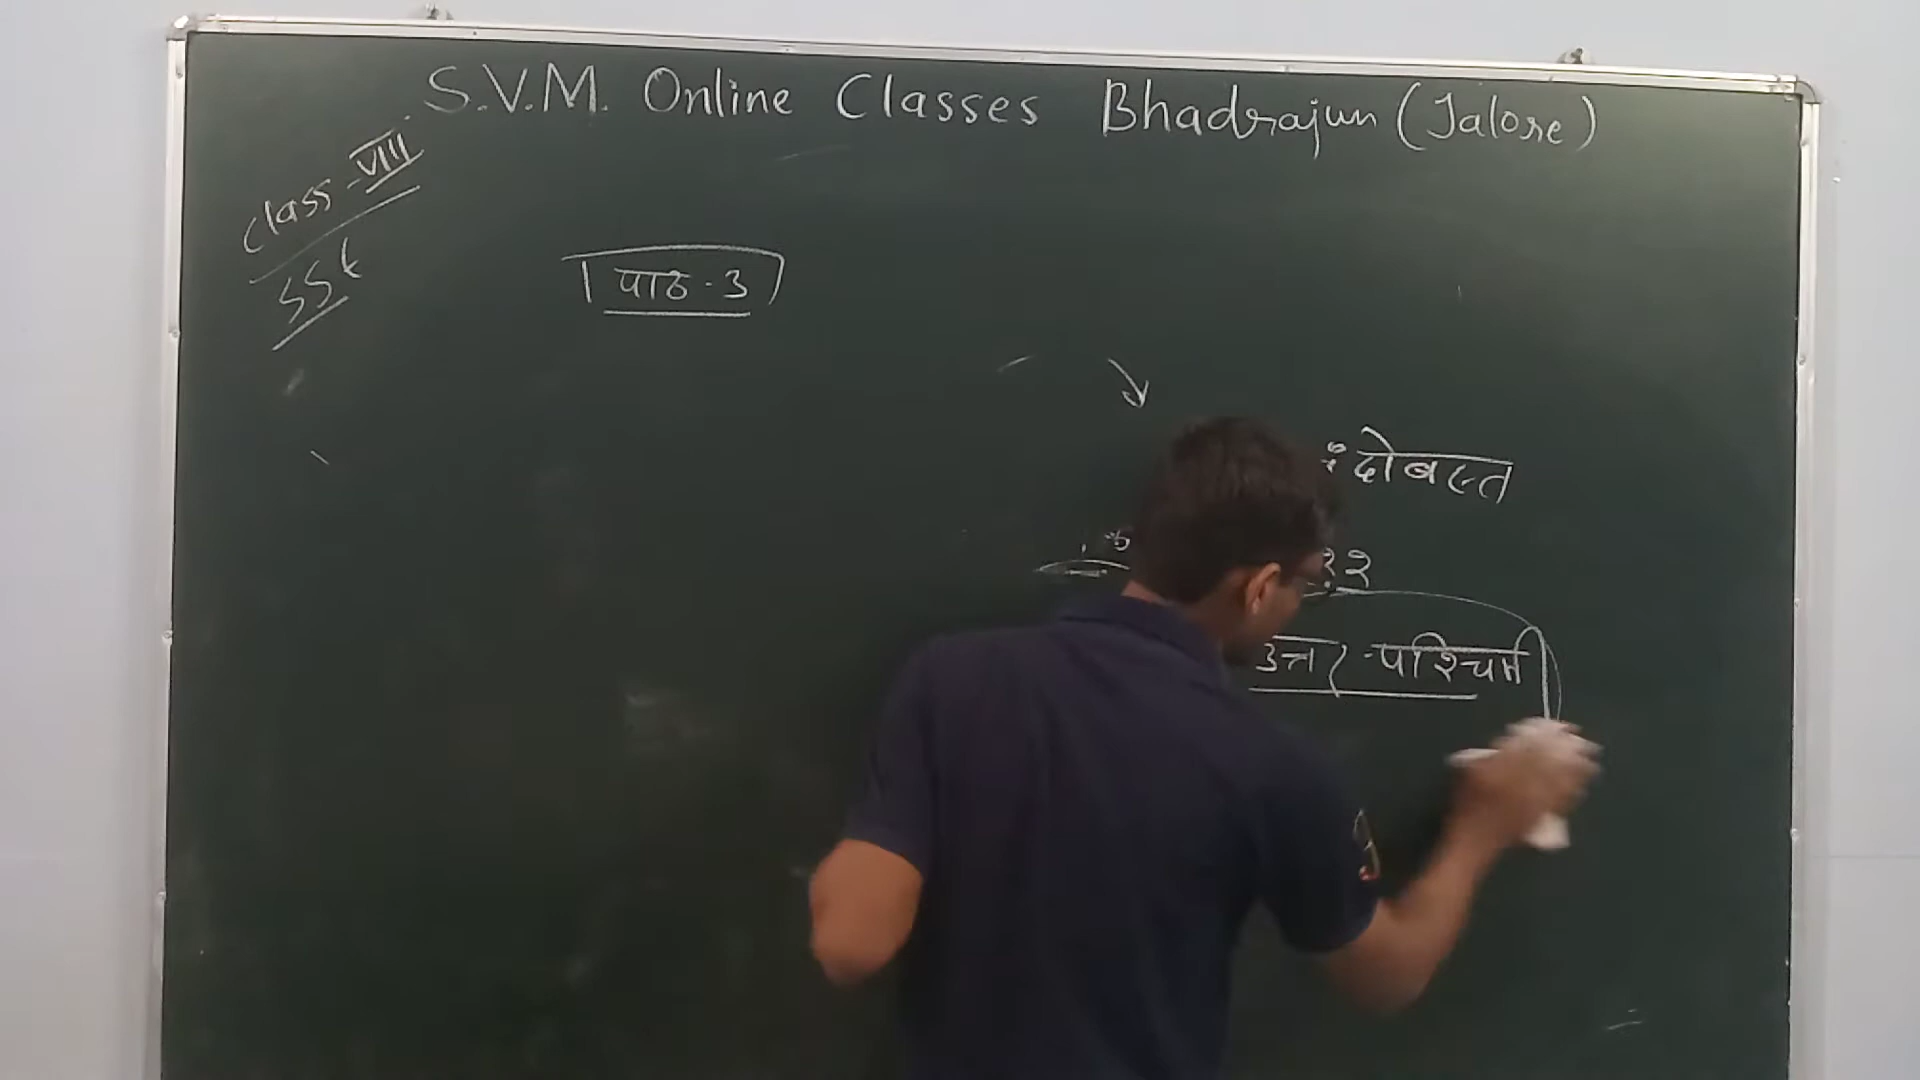 S.V.M. Online Classes Bhadrajun (Jalore)
Class - VIII
SSt
पाठ - 3
दोबस्त
उत्तर - पश्चिमी